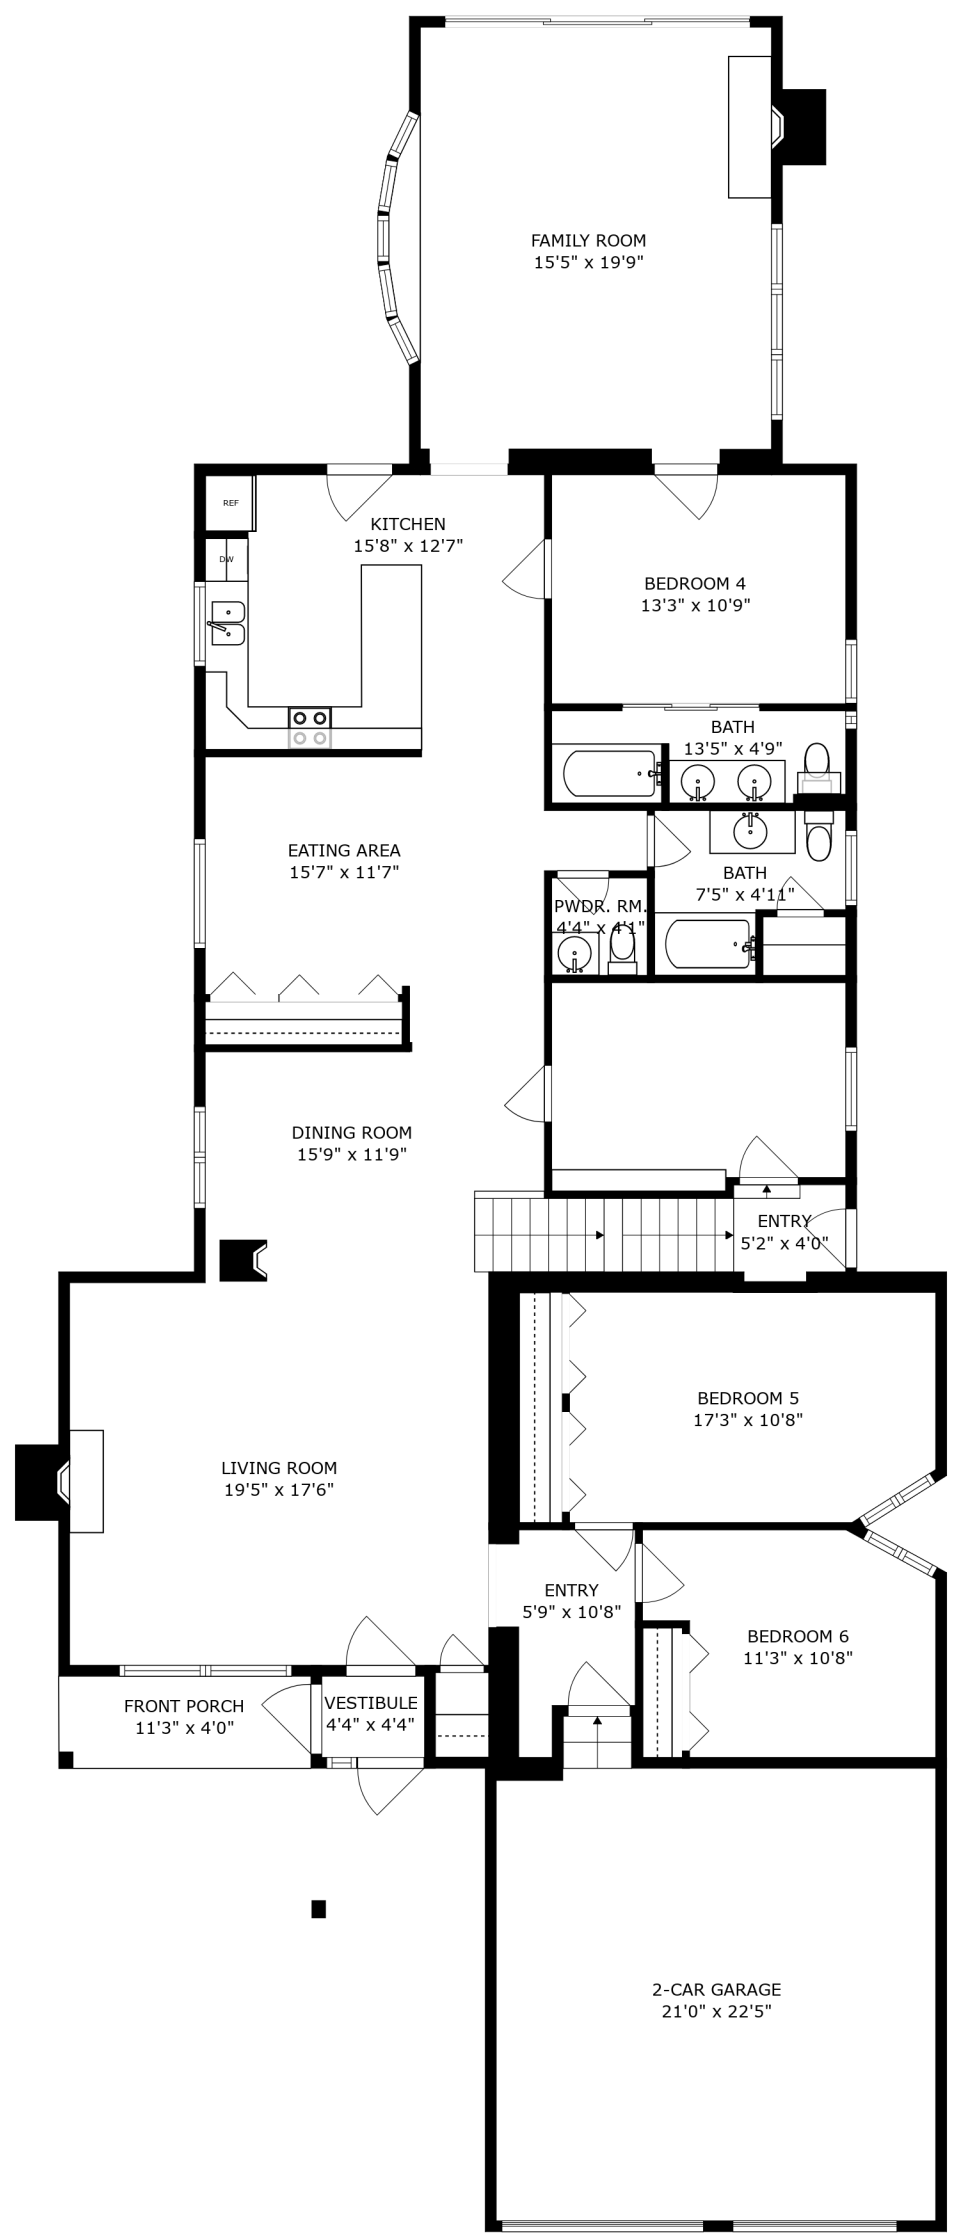 FAMILY ROOM
15'5" x 19'9"
REF
KITCHEN
15'8" x 12'7"
DW
BEDROOM 4
13'3" x 10'9"
BATH
13'5" x 4'9"
EATING AREA
15'7" x 11'7"
BATH
7'5" x 4'11"
PWDR. RM.
4'4" x 4'1"
DINING ROOM
15'9" x 11'9"
ENTRY
5'2" x 4'0"
BEDROOM 5
17'3" x 10'8"
LIVING ROOM
19'5" x 17'6"
ENTRY
5'9" x 10'8"
BEDROOM 6
11'3" x 10'8"
FRONT PORCH
11'3" x 4'0"
VESTIBULE
4'4" x 4'4"
2-CAR GARAGE
21'0" x 22'5"